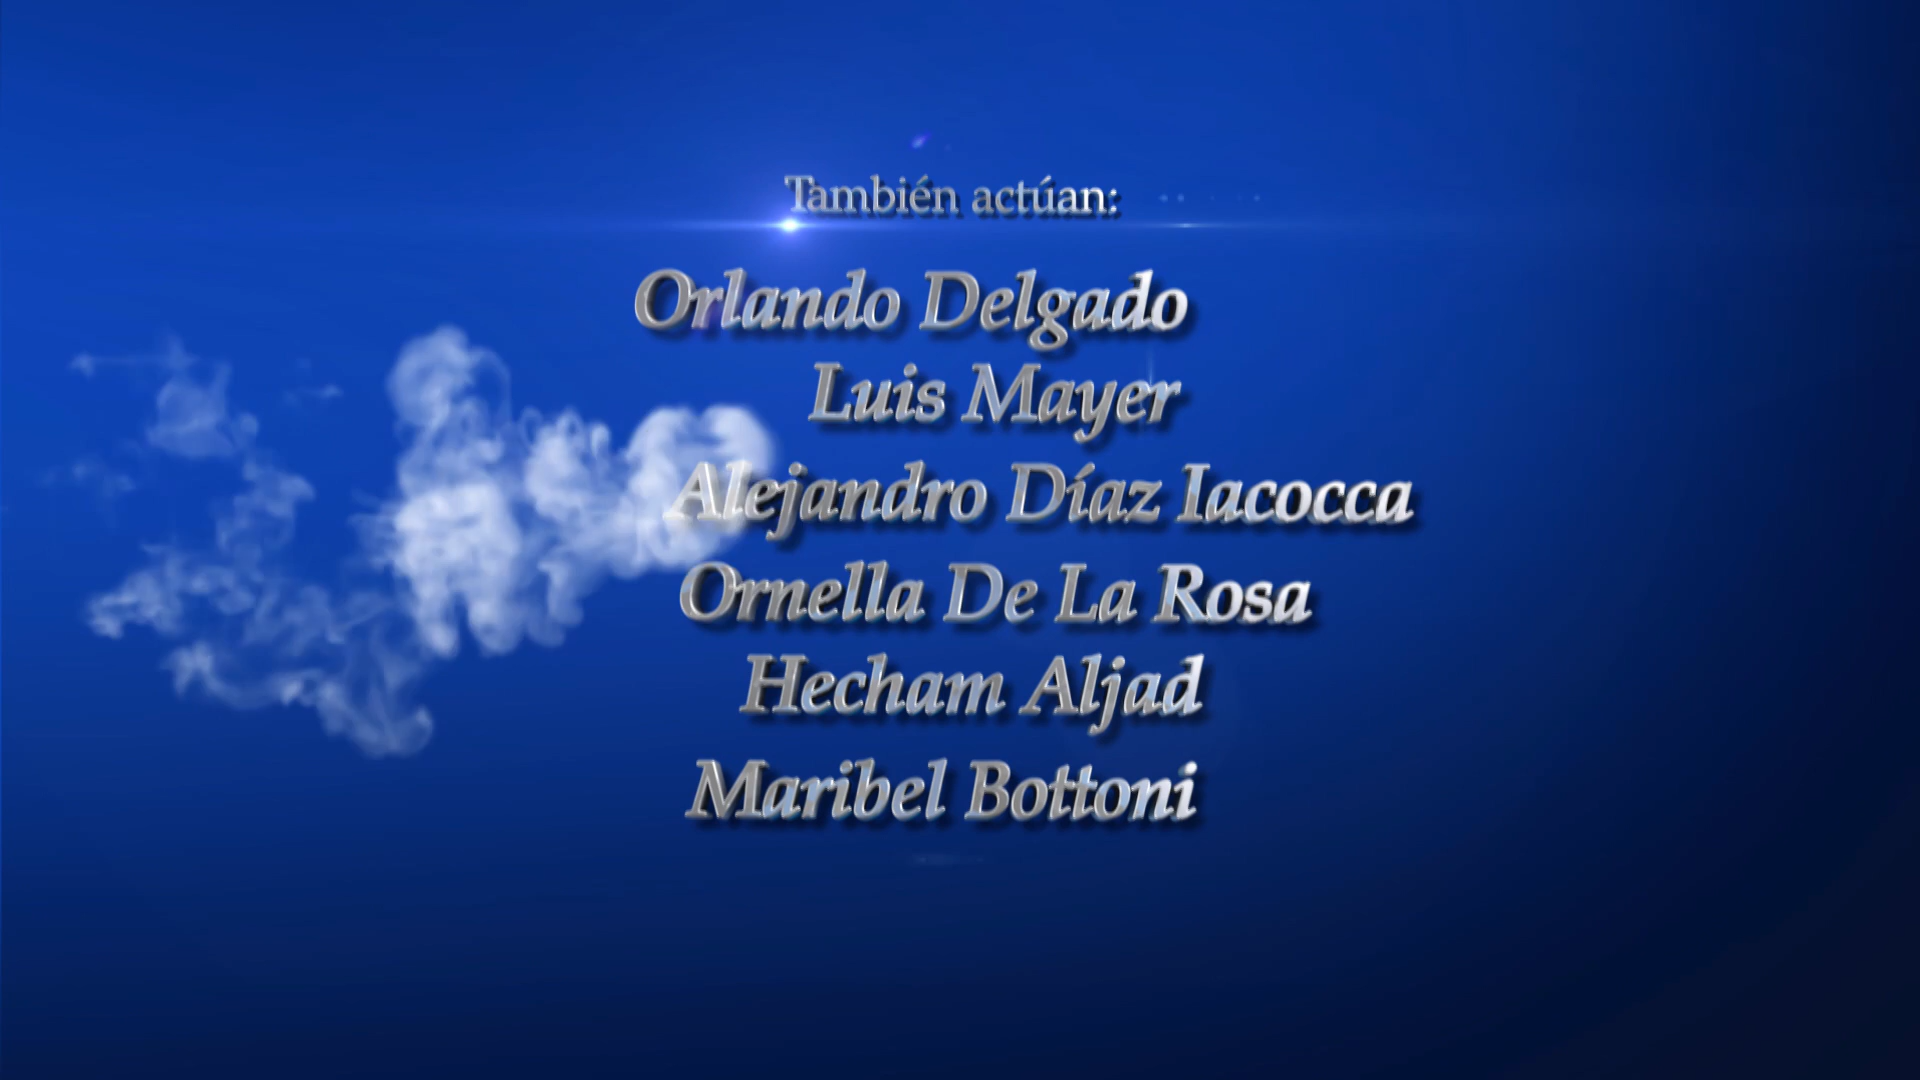 También actúan:
Orlando Delgado
Luis Mayer
Alejandro Díaz Iacocca
Ornella De La Rosa
Hecham Aljad
Maribel Bottoni